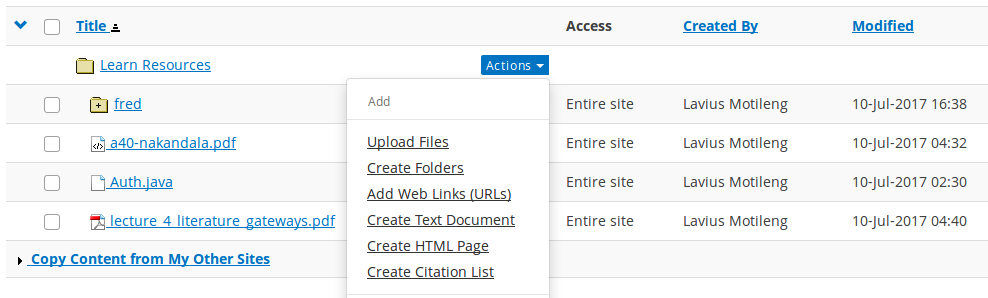 Title Access Created By Modified
Learn Resources Actions
Add
fred Entire site Lavius Motileng 10-Jul-2017 16:38
Upload Files
a40-nakandala.pdf Entire site Lavius Motileng 10-Jul-2017 04:32
Create Folders
Auth.java Entire site Lavius Motileng 10-Jul-2017 02:30
Add Web Links (URLs)
lecture_4_literature_gateways.pdf Create Text Document Entire site Lavius Motileng 10-Jul-2017 04:40
Create HTML Page
Copy Content from My Other Sites
Create Citation List